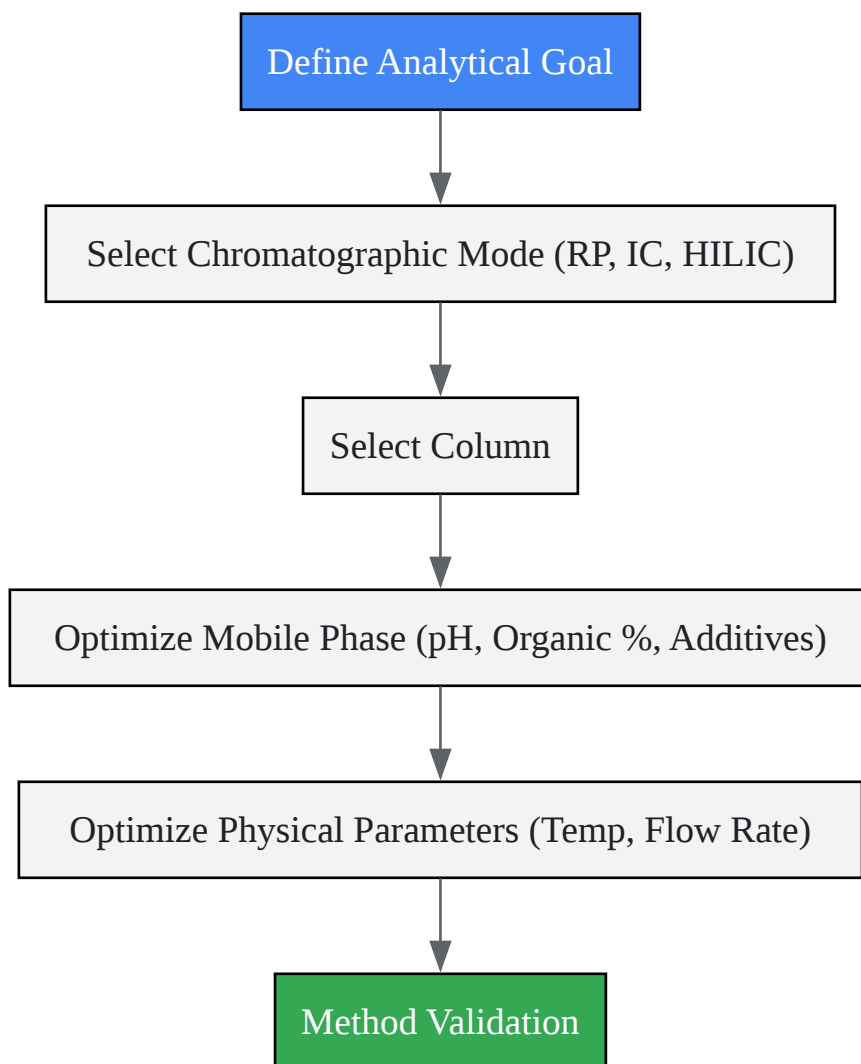 Define Analytical Goal
Select Chromatographic Mode (RP, IC, HILIC)
Select Column
Optimize Mobile Phase (pH, Organic %, Additives)
Optimize Physical Parameters (Temp, Flow Rate)
Method Validation